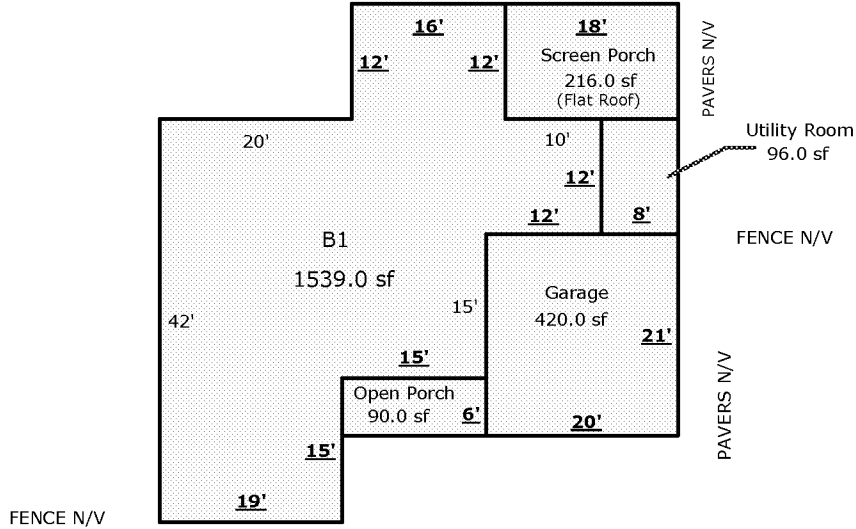 16'
18'
12'
12'
Screen Porch
216.0 sf
(Flat Roof)
PAVERS N/V
20'
10'
Utility Room
96.0 sf
12'
12'
8'
B1
1539.0 sf
FENCE N/V
Garage
420.0 sf
42'
15'
21'
15'
Open Porch
90.0 sf
6'
20'
PAVERS N/V
15'
19'
FENCE N/V